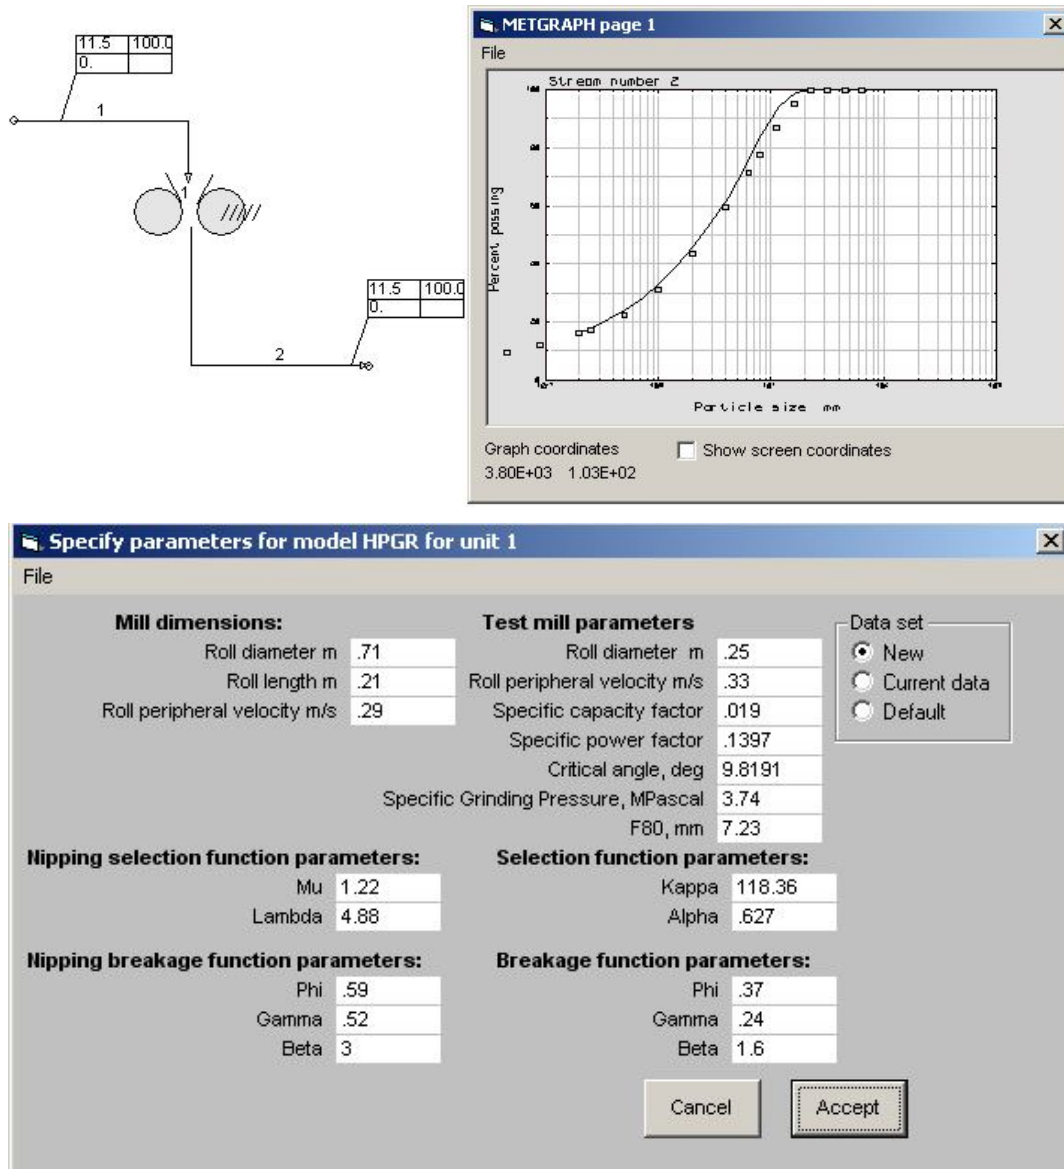 11.5 100.0
0.
1
1
11.5 100.0
0.
2
METGRAPH page 1
File
Stream number 2
100
Percent passing
20
0
Particle size mm
Graph coordinates
Show screen coordinates
3.80E+03 1.03E+02
Specify parameters for model HPGR for unit 1
File
Mill dimensions:
Roll diameter m .71
Roll length m .21
Roll peripheral velocity m/s .29
Test mill parameters
Roll diameter m .25
Roll peripheral velocity m/s .33
Specific capacity factor .019
Specific power factor .1397
Critical angle, deg 9.8191
Specific Grinding Pressure, MPascal 3.74
F80, mm 7.23
Data set
New
Current data
Default
Nipping selection function parameters:
Mu 1.22
Lambda 4.88
Selection function parameters:
Kappa 118.36
Alpha .627
Nipping breakage function parameters:
Phi .59
Gamma .52
Beta 3
Breakage function parameters:
Phi .37
Gamma .24
Beta 1.6
Cancel
Accept